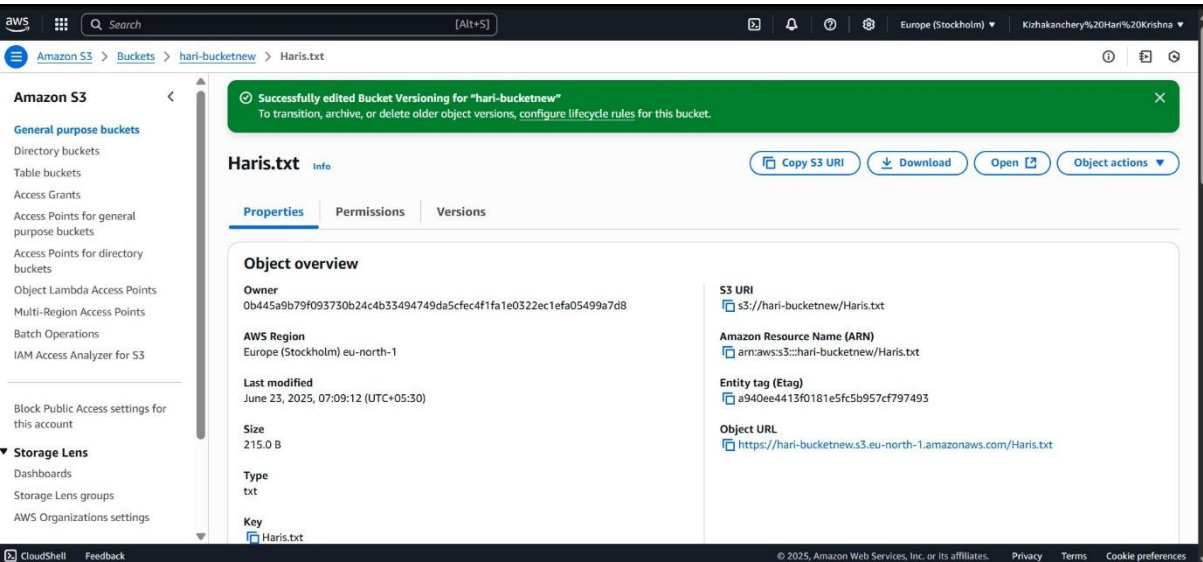 aws
Search
[Alt+S]
Europe (Stockholm) ▼
Kizhakanchery%20Hari%20Krishna ▼
Amazon S3 > Buckets > hari-bucketnew > Haris.txt
Amazon S3
General purpose buckets
Directory buckets
Table buckets
Access Grants
Access Points for general
purpose buckets
Access Points for directory
buckets
Object Lambda Access Points
Multi-Region Access Points
Batch Operations
IAM Access Analyzer for S3
Block Public Access settings for
this account
▼ Storage Lens
Dashboards
Storage Lens groups
AWS Organizations settings
Successfully edited Bucket Versioning for "hari-bucketnew"
To transition, archive, or delete older object versions, configure lifecycle rules for this bucket.
Haris.txt Info
Copy S3 URI
Download
Open
Object actions ▼
Properties
Permissions
Versions
Object overview
Owner
0b445a9b79f093730b24c4b33494749da5cfec4f1fa1e0322ec1efa05499a7d8
AWS Region
Europe (Stockholm) eu-north-1
Last modified
June 23, 2025, 07:09:12 (UTC+05:30)
Size
215.0 B
Type
txt
Key
Haris.txt
S3 URI
s3://hari-bucketnew/Haris.txt
Amazon Resource Name (ARN)
arn:aws:s3:::hari-bucketnew/Haris.txt
Entity tag (Etag)
a940ee4413f0181e5fc5b957cf797493
Object URL
https://hari-bucketnew.s3.eu-north-1.amazonaws.com/Haris.txt
CloudShell
Feedback
© 2025, Amazon Web Services, Inc. or its affiliates.
Privacy
Terms
Cookie preferences